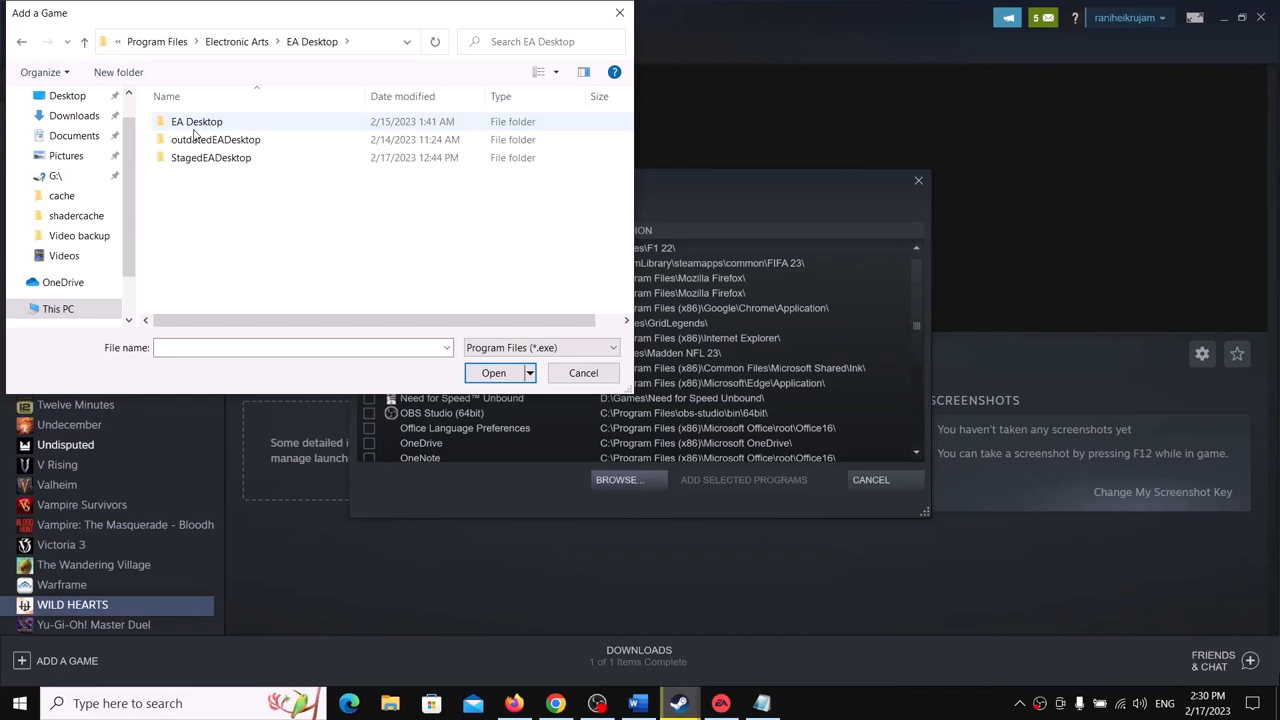 Add a Game
raniheikrujam
5
Program Files
Electronic Arts
EA Desktop
Search EA Desktop
Organize
New folder
Name
Date modified
Type
Size
Desktop
Downloads
Documents
Pictures
G:\
cache
shadercache
Video backup
Videos
OneDrive
This PC
EA Desktop 2/15/2023 1:41 AM File folder
outdatedEADesktop 2/14/2023 11:24 AM File folder
StagedEADesktop 2/17/2023 12:44 PM File folder
File name:
Program Files (*.exe)
Open
Cancel
ION
es\F1 22\
mLibrary\steamapps\common\FIFA 23\
ram Files\Mozilla Firefox\
ram Files\Mozilla Firefox\
ram Files (x86)\Google\Chrome\Application\
es\GridLegends\
ram Files (x86)\Internet Explorer\
es\Madden NFL 23\
ram Files (x86)\Common Files\Microsoft Shared\Ink\
ram Files (x86)\Microsoft\Edge\Application\
Need for Speed™ Unbound D:\Games\Need for Speed Unbound\
OBS Studio (64bit) C:\Program Files\obs-studio\bin\64bit\
Office Language Preferences C:\Program Files (x86)\Microsoft Office\root\Office16\
OneDrive C:\Program Files (x86)\Microsoft OneDrive\
OneNote C:\Program Files (x86)\Microsoft Office\root\Office16\
BROWSE...
ADD SELECTED PROGRAMS
CANCEL
Some detailed i
manage launch
SCREENSHOTS
You haven't taken any screenshots yet
You can take a screenshot by pressing F12 while in game.
Change My Screenshot Key
Twelve Minutes
Undecember
Undisputed
V Rising
Valheim
Vampire Survivors
Vampire: The Masquerade - Bloodh
Victoria 3
The Wandering Village
Warframe
WILD HEARTS
Yu-Gi-Oh! Master Duel
ADD A GAME
DOWNLOADS
1 of 1 Items Complete
FRIENDS
& CHAT
Type here to search
ENG
2:30 PM
2/17/2023